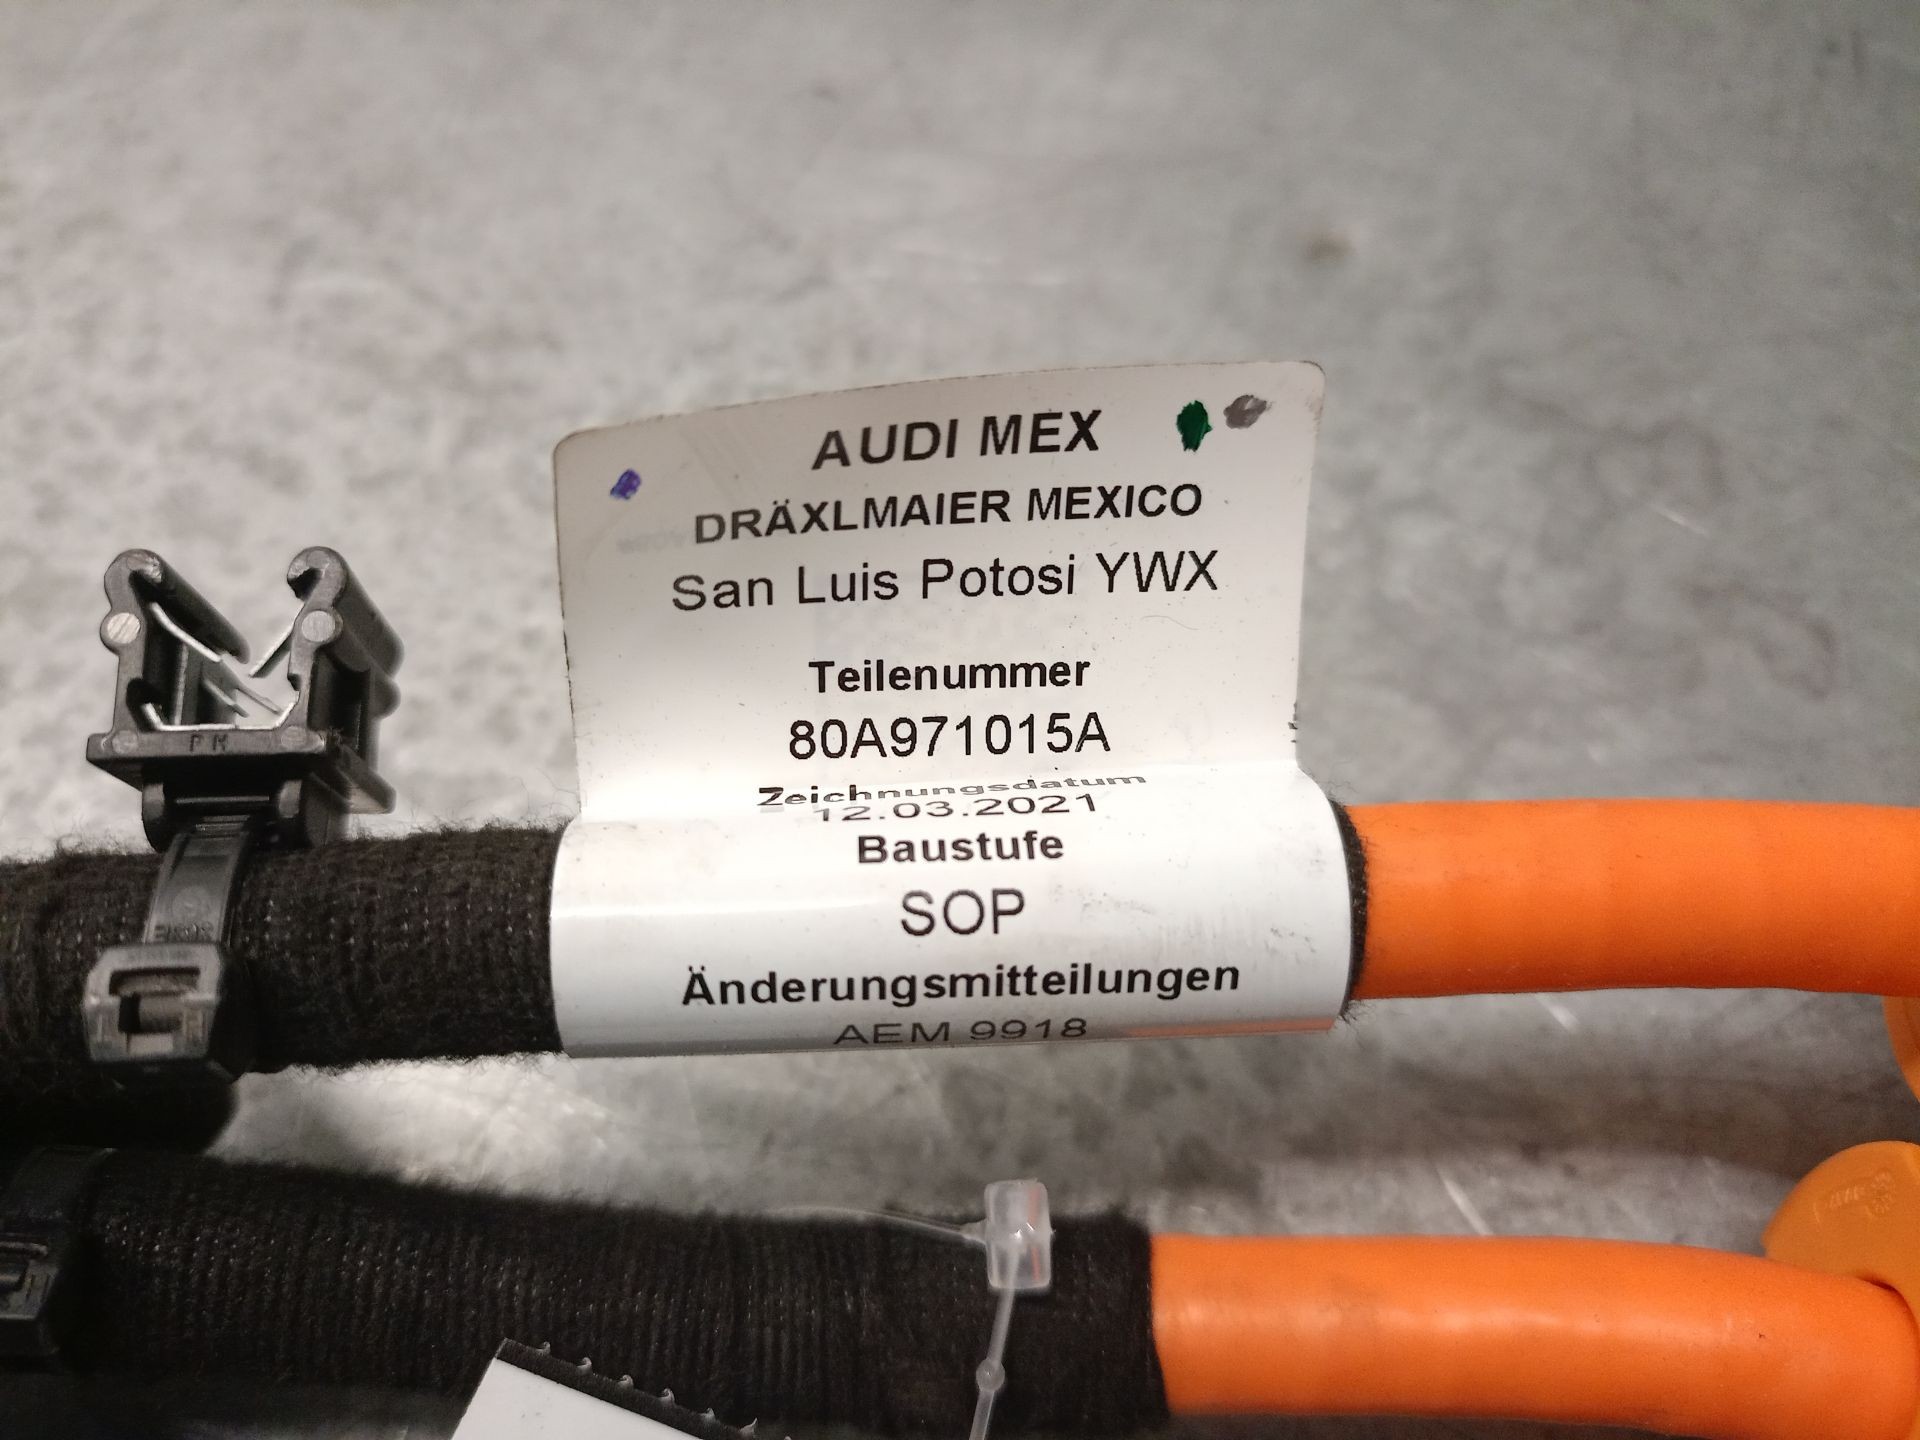 AUDI MEX
DRÄXLMAIER MEXICO
San Luis Potosi YWX
Teilenummer
80A971015A
Zeichnungsdatum
12.03.2021
Baustufe
SOP
Änderungsmitteilungen
AEM 9918